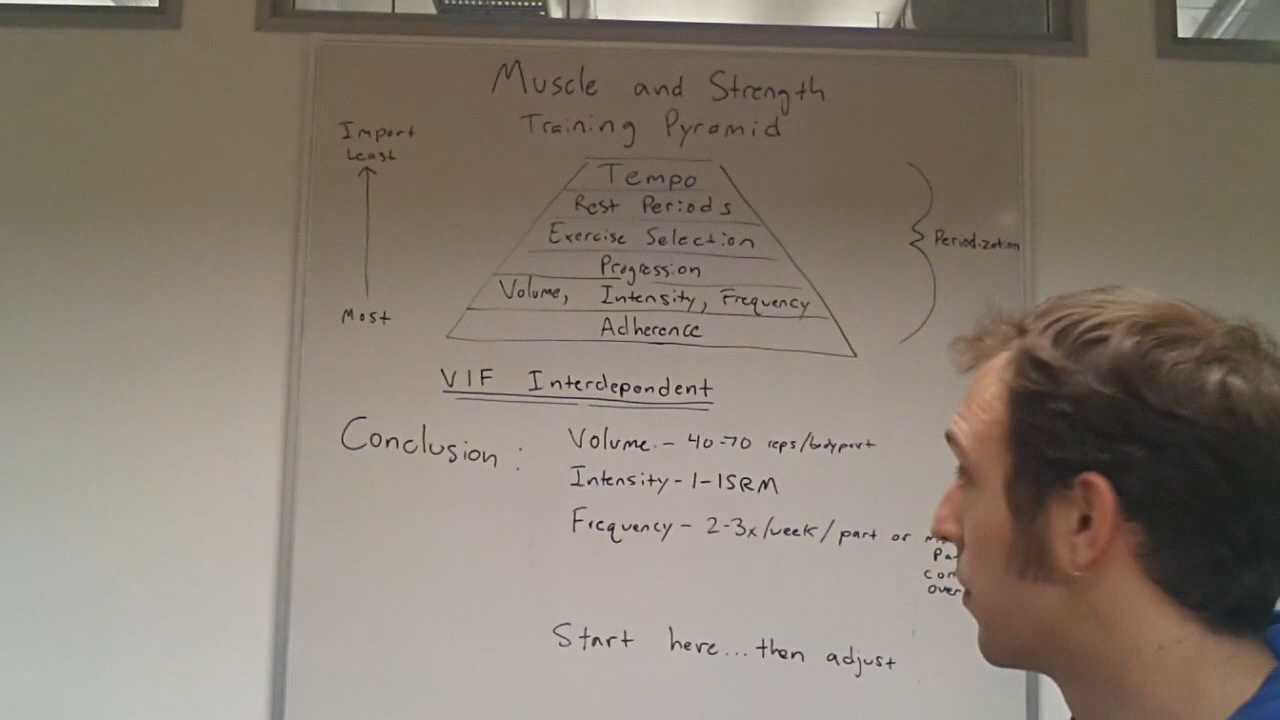 Muscle and Strength
Training Pyramid
Import
Least
Most
Tempo
Rest Periods
Exercise Selection
Progression
Volume, Intensity, Frequency
Adherence
Periodization
VIF Interdependent
Conclusion:
Volume - 40-70 reps/bodypart
Intensity - 1-15RM
Frequency - 2-3x/week/part or
Start here... then adjust